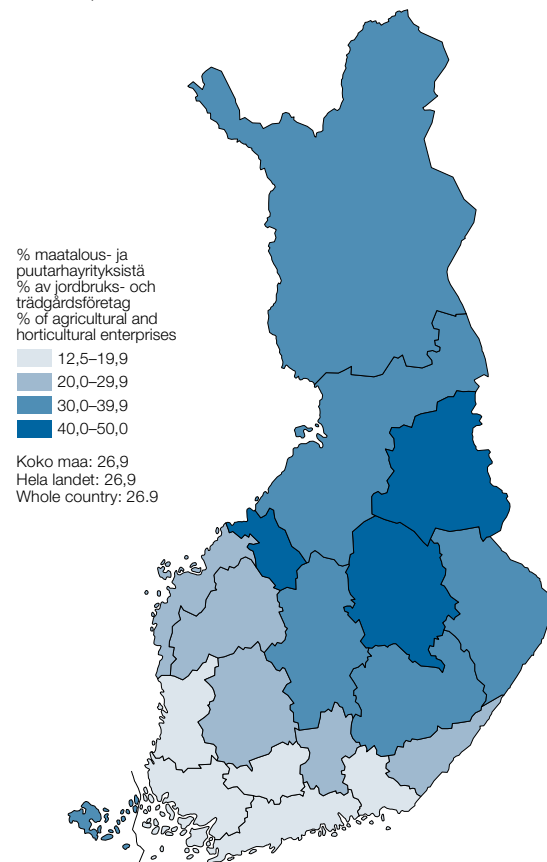 % maatalous- ja
puutarhayrityksistä
% av jordbruks- och
trädgårdsföretag
% of agricultural and
horticultural enterprises
12,5–19,9
20,0–29,9
30,0–39,9
40,0–50,0
Koko maa: 26,9
Hela landet: 26,9
Whole country: 26.9